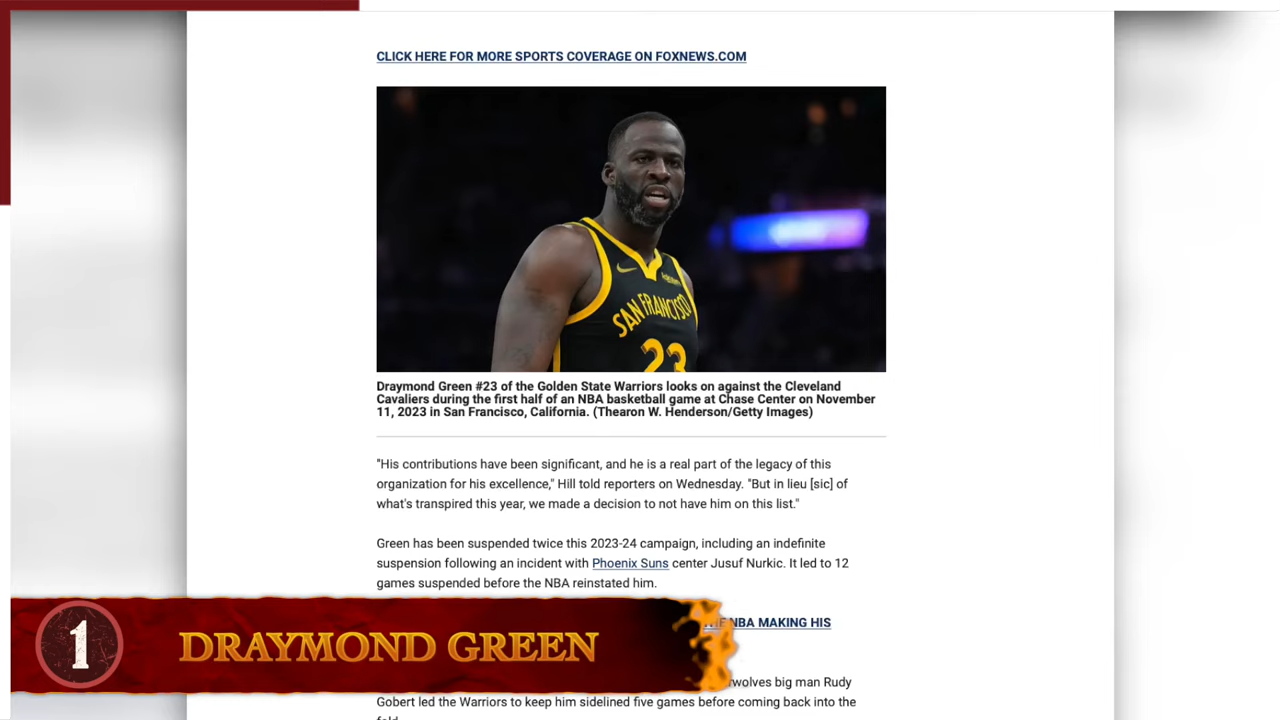 CLICK HERE FOR MORE SPORTS COVERAGE ON FOXNEWS.COM
SAN FRANCISCO
23
Draymond Green #23 of the Golden State Warriors looks on against the Cleveland
Cavaliers during the first half of an NBA basketball game at Chase Center on November
11, 2023 in San Francisco, California. (Thearon W. Henderson/Getty Images)
"His contributions have been significant, and he is a real part of the legacy of this
organization for his excellence," Hill told reporters on Wednesday. "But in lieu [sic] of
what's transpired this year, we made a decision to not have him on this list."
Green has been suspended twice this 2023-24 campaign, including an indefinite
suspension following an incident with Phoenix Suns center Jusuf Nurkic. It led to 12
games suspended before the NBA reinstated him.
NBA MAKING HIS
1 DRAYMOND GREEN
big man Rudy
Gobert led the Warriors to keep him sidelined five games before coming back into the